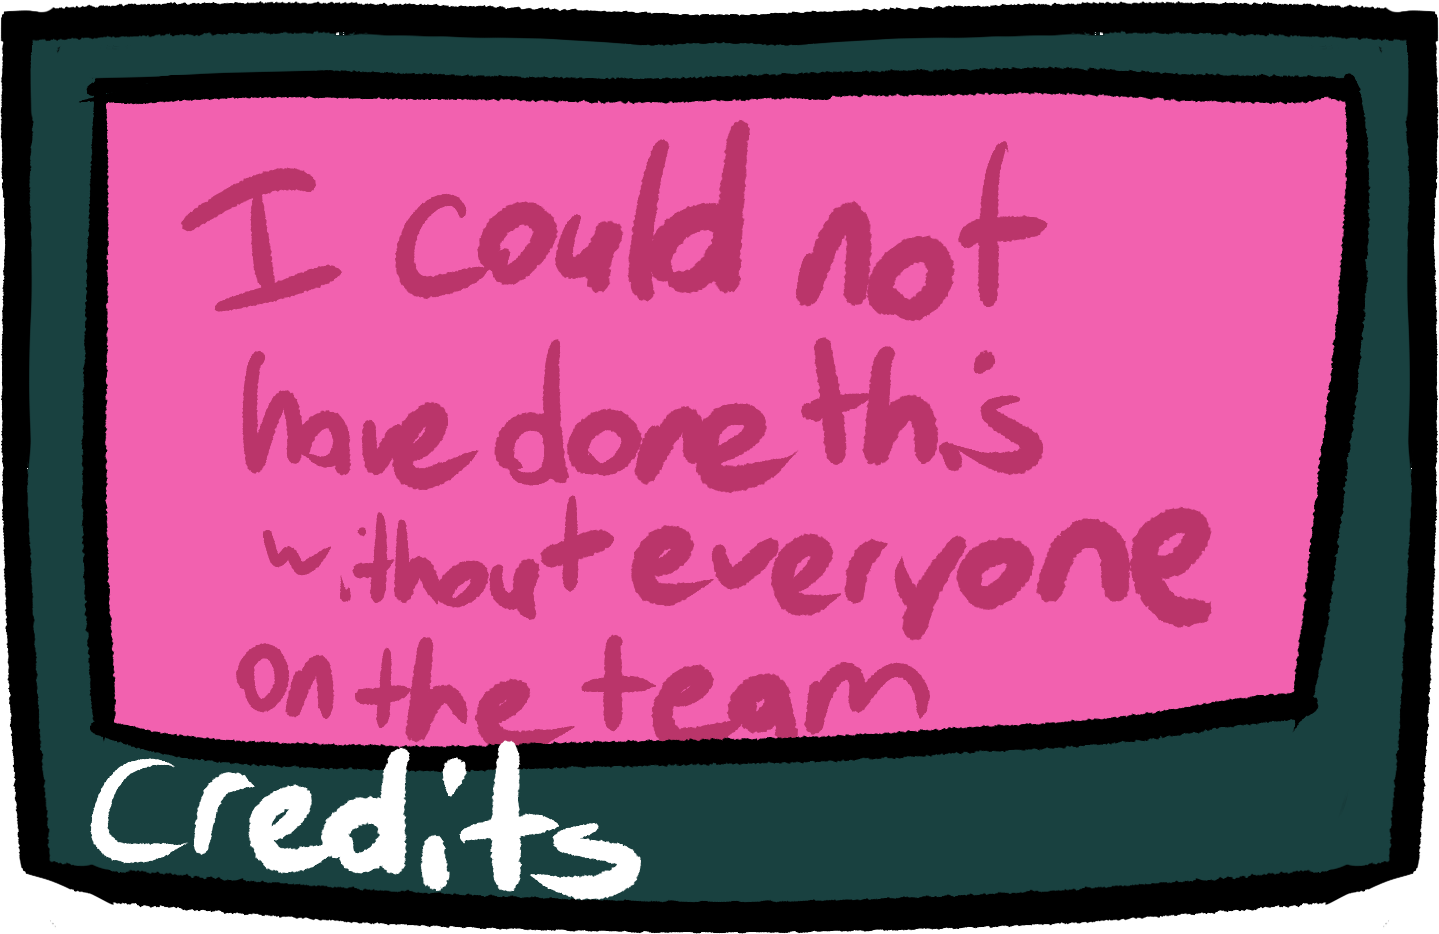 I could not
have done this
without everyone
on the team
Credits